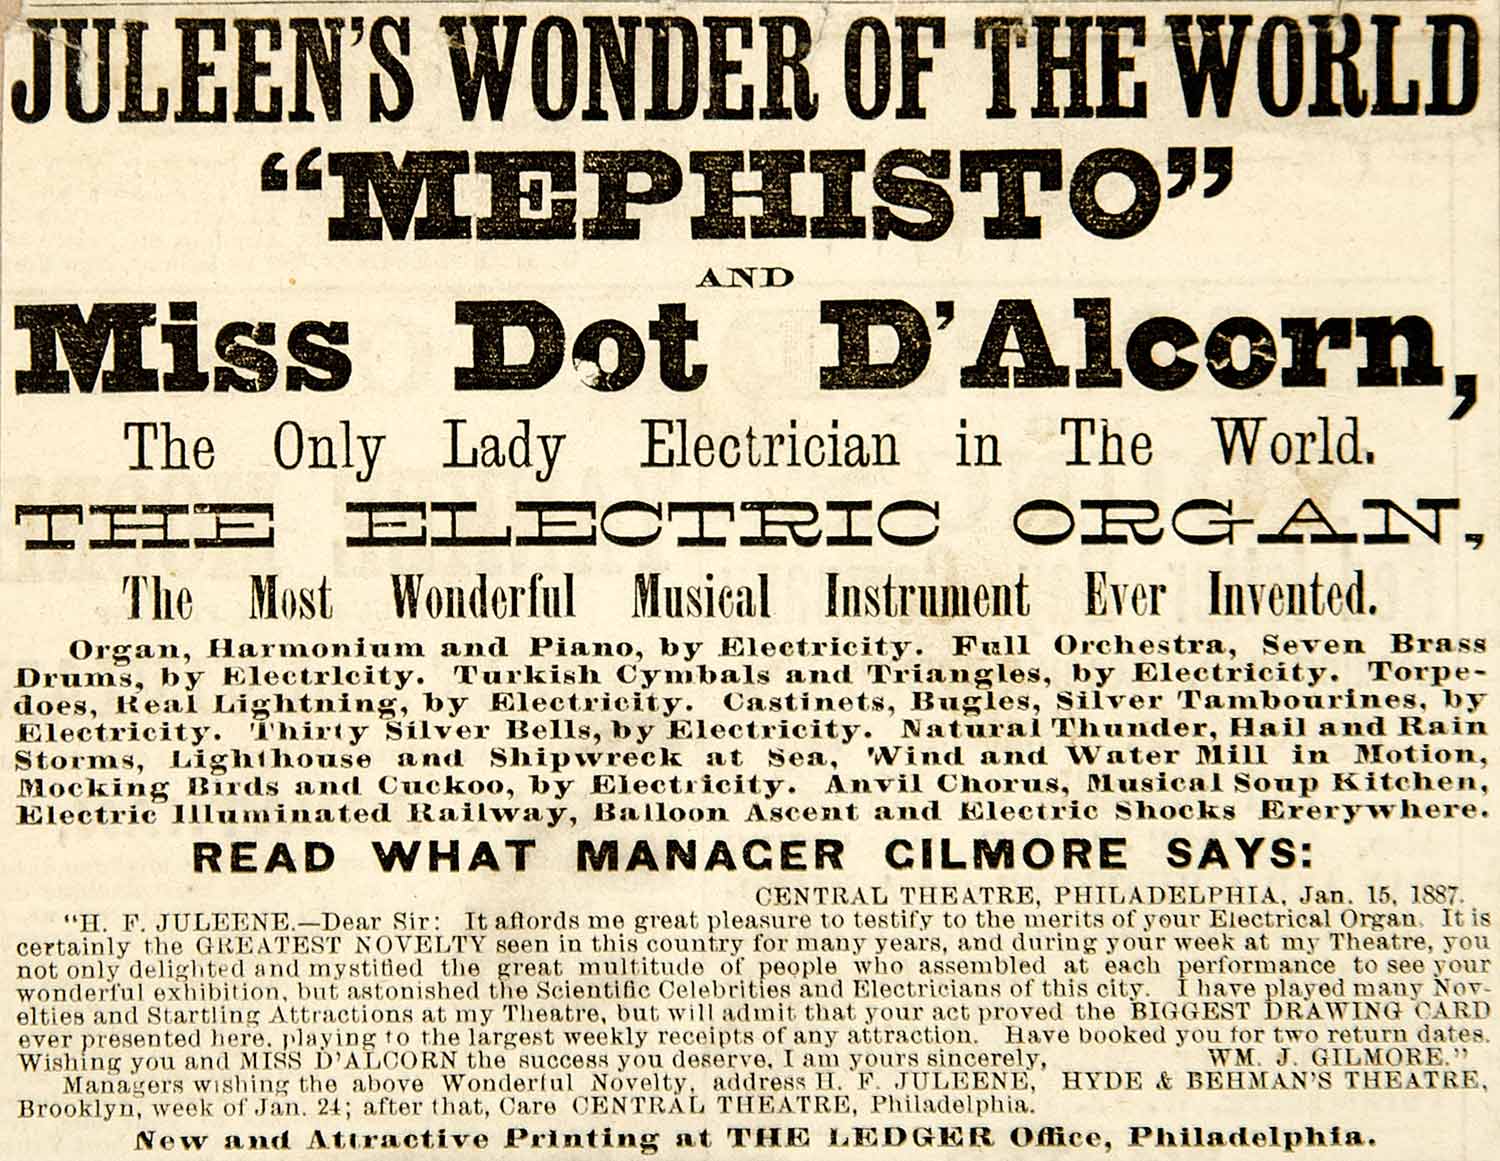 JULEEN'S WONDER OF THE WORLD
“MEPHISTO”
AND
Miss Dot D'Alcorn,
The Only Lady Electrician in The World.
THE ELECTRIC ORGAN,
The Most Wonderful Musical Instrument Ever Invented.
Organ, Harmonium and Piano, by Electricity. Full Orchestra, Seven Brass
Drums, by Electricity. Turkish Cymbals and Triangles, by Electricity. Torpe-
does, Real Lightning, by Electricity. Castinets, Bugles, Silver Tambourines, by
Electricity. Thirty Silver Bells, by Electricity. Natural Thunder, Hail and Rain
Storms, Lighthouse and Shipwreck at Sea, Wind and Water Mill in Motion,
Mocking Birds and Cuckoo, by Electricity. Anvil Chorus, Musical Soup Kitchen,
Electric Illuminated Railway, Balloon Ascent and Electric Shocks Ererywhere.
READ WHAT MANAGER GILMORE SAYS:
CENTRAL THEATRE, PHILADELPHIA, Jan. 15, 1887.
“H. F. JULEENE.—Dear Sir: It affords me great pleasure to testify to the merits of your Electrical Organ. It is
certainly the GREATEST NOVELTY seen in this country for many years, and during your week at my Theatre, you
not only delighted and mystified the great multitude of people who assembled at each performance to see your
wonderful exhibition, but astonished the Scientific Celebrities and Electricians of this city. I have played many Nov-
elties and Startling Attractions at my Theatre, but will admit that your act proved the BIGGEST DRAWING CARD
ever presented here, playing to the largest weekly receipts of any attraction. Have booked you for two return dates.
Wishing you and MISS D'ALCORN the success you deserve, I am yours sincerely, WM. J. GILMORE.”
Managers wishing the above Wonderful Novelty, address H. F. JULEENE, HYDE & BEHMAN'S THEATRE,
Brooklyn, week of Jan. 24; after that, Care CENTRAL THEATRE, Philadelphia.
New and Attractive Printing at THE LEDGER Office, Philadelphia.